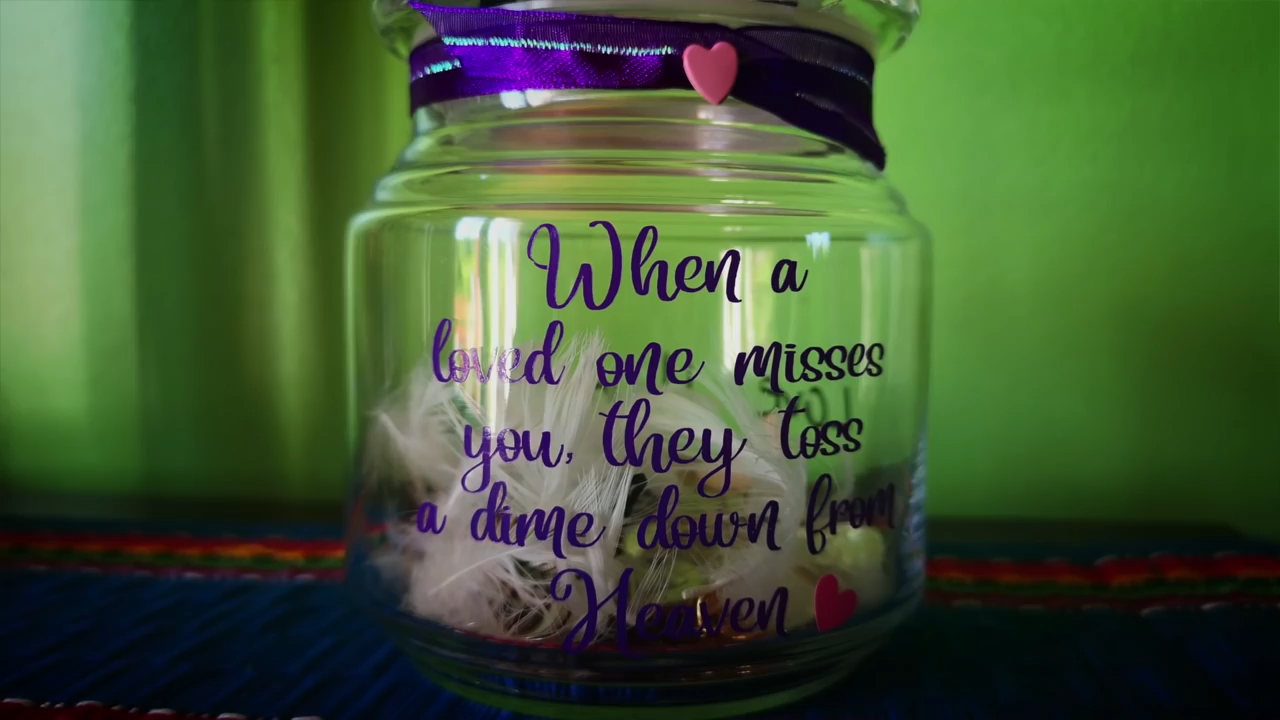 When a
loved one misses
you, they toss
a dime down from
Heaven